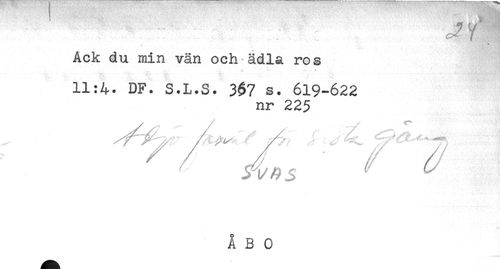 24
Ack du min vän och ädla ros
11:4. DF. S.L.S. 367 s. 619-622
nr 225
Adjö farväl för sista gång
SVAS
ÅBO